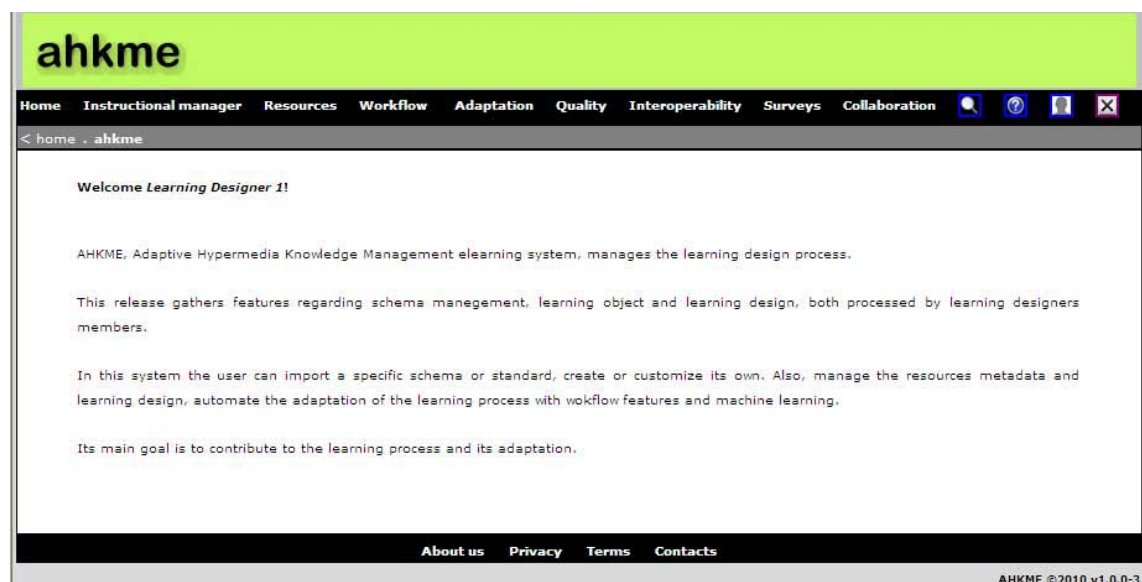 ahkme
Home Instructional manager Resources Workflow Adaptation Quality Interoperability Surveys Collaboration
< home . ahkme
Welcome Learning Designer 1!
AHKME, Adaptive Hypermedia Knowledge Management elearning system, manages the learning design process.
This release gathers features regarding schema manegement, learning object and learning design, both processed by learning designers
members.
In this system the user can import a specific schema or standard, create or customize its own. Also, manage the resources metadata and
learning design, automate the adaptation of the learning process with wokflow features and machine learning.
Its main goal is to contribute to the learning process and its adaptation.
About us Privacy Terms Contacts
AHKME ©2010 v1.0.0-3